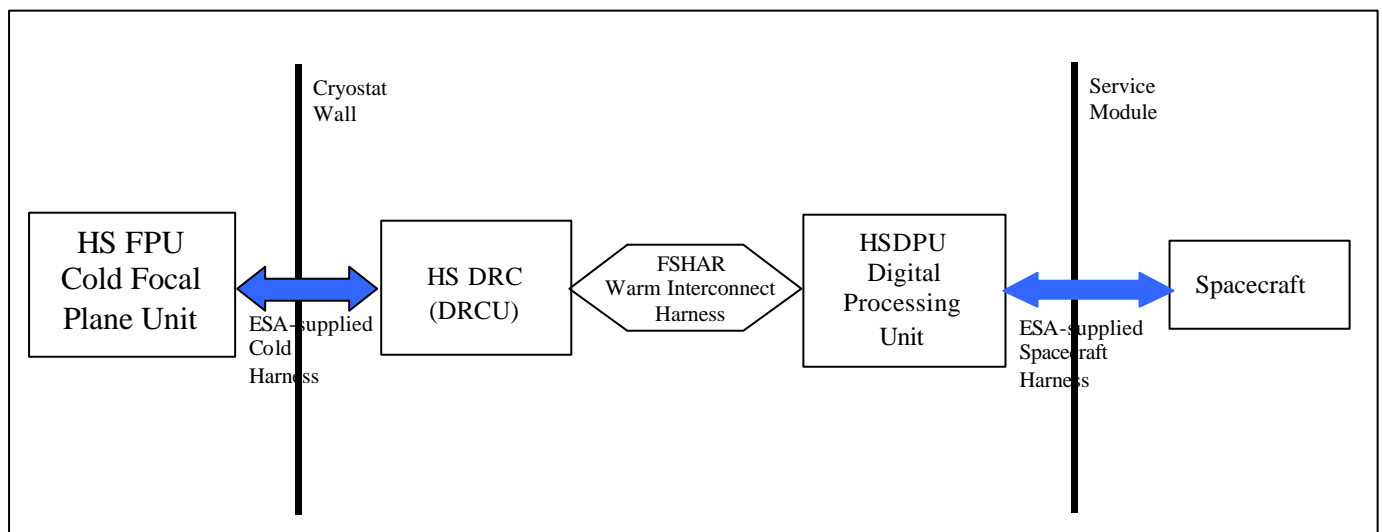 Cryostat
Wall
Service
Module
HS FPU
Cold Focal
Plane Unit
ESA-supplied
Cold
Harness
HS DRC
(DRCU)
FSHAR
Warm Interconnect
Harness
HSDPU
Digital
Processing
Unit
ESA-supplied
Spacecraft
Harness
Spacecraft